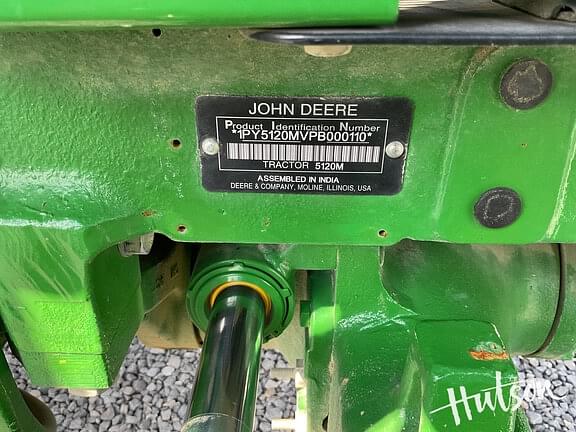 JOHN DEERE
Product Identification Number
*1PY5120MVPB000110*
TRACTOR 5120M
ASSEMBLED IN INDIA
DEERE & COMPANY, MOLINE, ILLINOIS, USA
Hutson